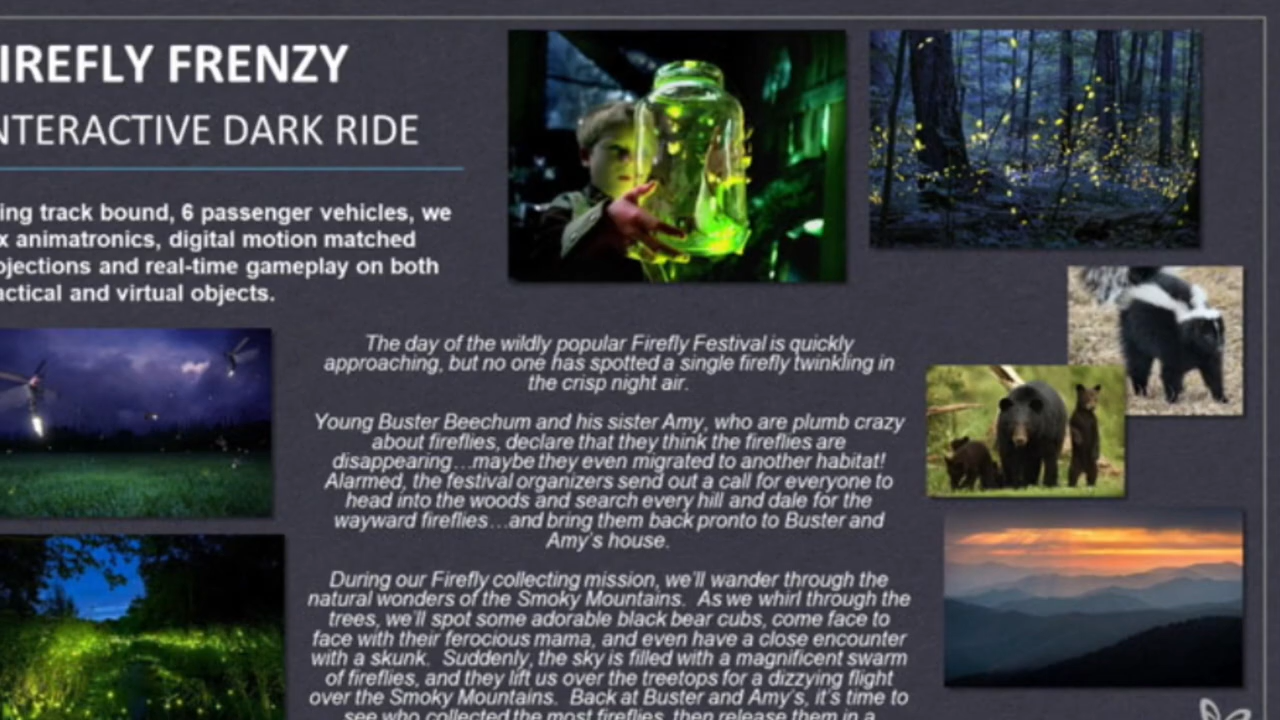 IREFLY FRENZY
NTERACTIVE DARK RIDE
ing track bound, 6 passenger vehicles, we
x animatronics, digital motion matched
ojections and real-time gameplay on both
actical and virtual objects.
The day of the wildly popular Firefly Festival is quickly
approaching, but no one has spotted a single firefly twinkling in
the crisp night air.
Young Buster Beechum and his sister Amy, who are plumb crazy
about fireflies, declare that they think the fireflies are
disappearing…maybe they even migrated to another habitat!
Alarmed, the festival organizers send out a call for everyone to
head into the woods and search every hill and dale for the
wayward fireflies…and bring them back pronto to Buster and
Amy's house.
During our Firefly collecting mission, we'll wander through the
natural wonders of the Smoky Mountains. As we whirl through the
trees, we'll spot some adorable black bear cubs, come face to
face with their ferocious mama, and even have a close encounter
with a skunk. Suddenly, the sky is filled with a magnificent swarm
of fireflies, and they lift us over the treetops for a dizzying flight
over the Smoky Mountains. Back at Buster and Amy's, it's time to
see who collected the most fireflies, then release them in a